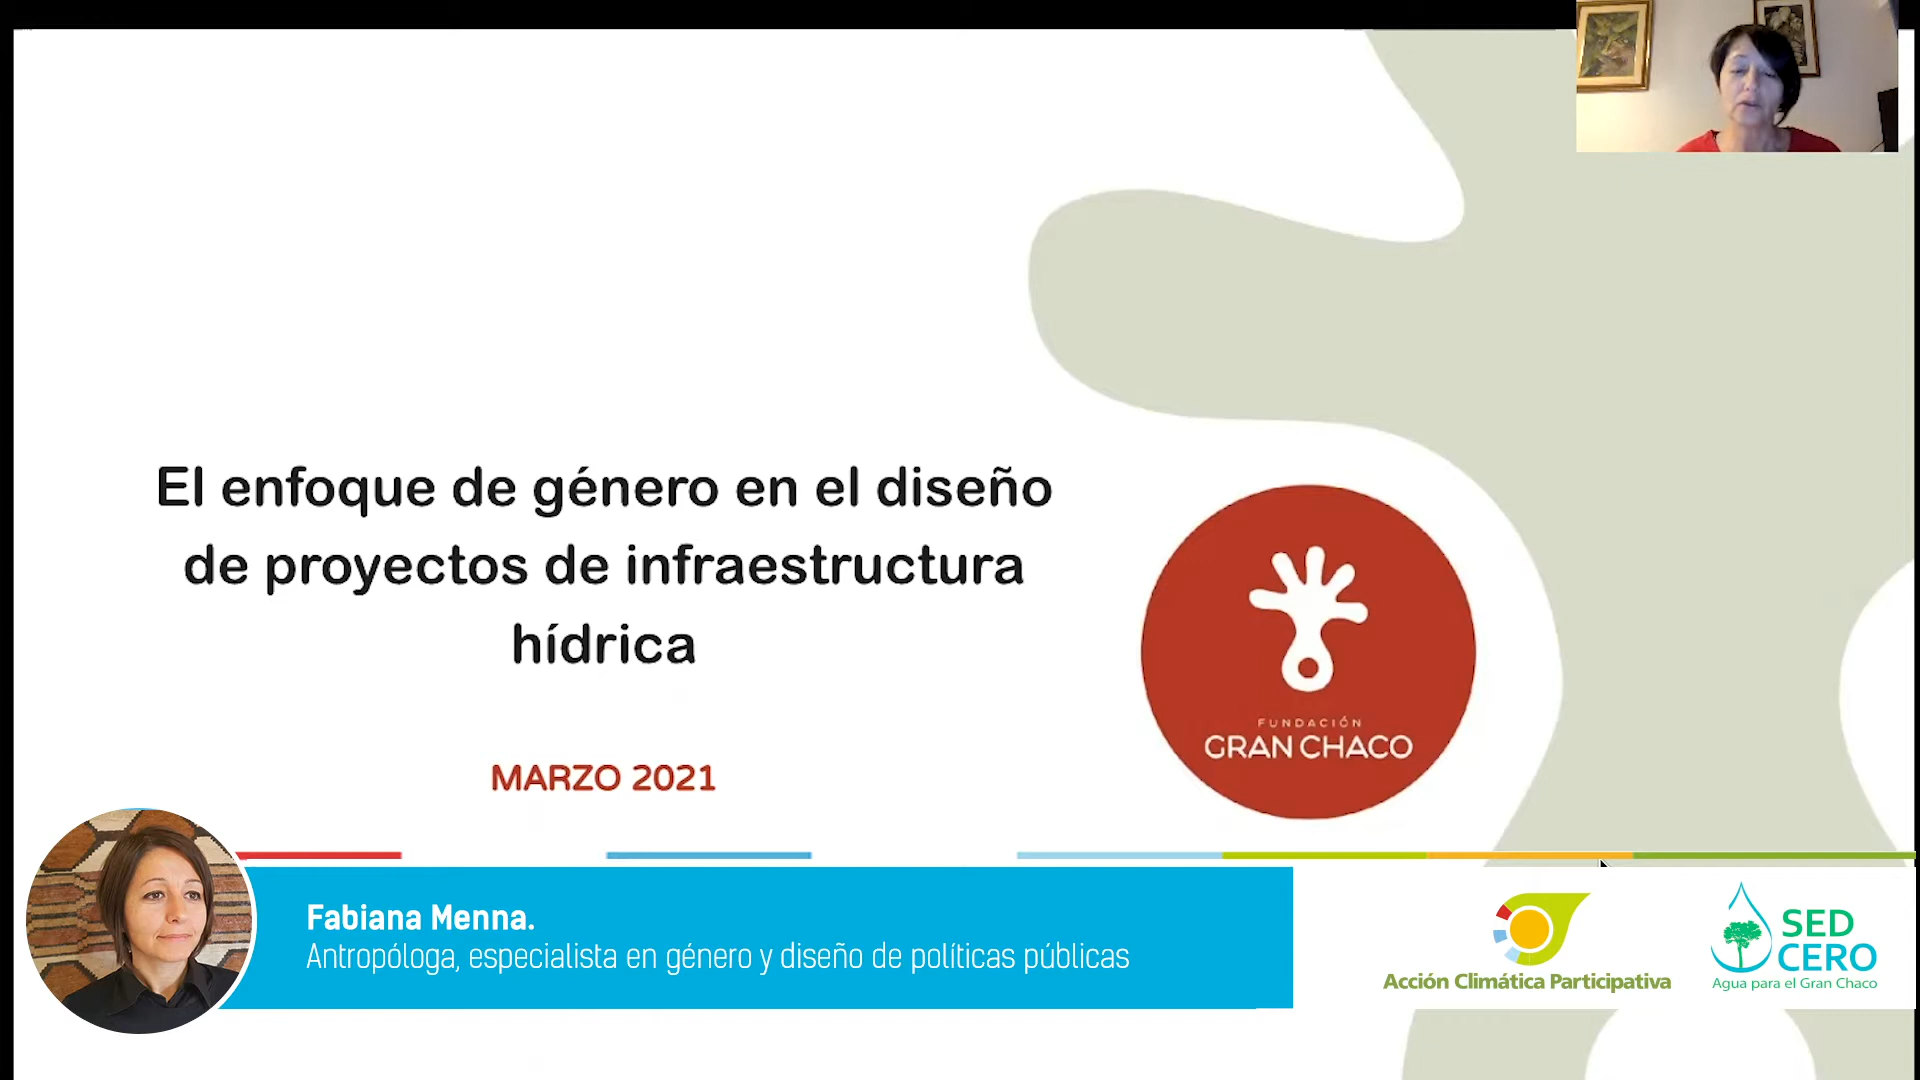 El enfoque de género en el diseño
de proyectos de infraestructura
hídrica
MARZO 2021
FUNDACIÓN
GRAN CHACO
Fabiana Menna.
Antropóloga, especialista en género y diseño de políticas públicas
Acción Climática Participativa
SED
CERO
Agua para el Gran Chaco